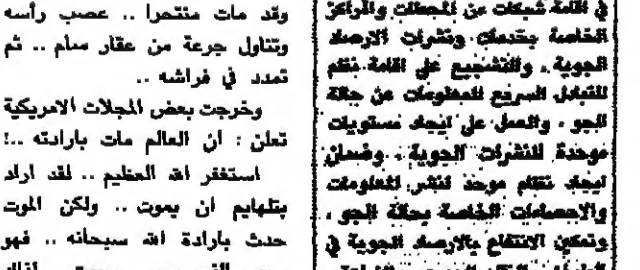 في اقامة شبكات من المحطات والمراكز
الخاصة بخدمات ونشرات الارصاد
الجوية ، والتشجيع على اقامة نظم
للتبادل السريع للمعلومات عن حالة
الجو ، والعمل على ايجاد مستويات
موحدة للنشرات الجوية ، وضمان
ايجاد نظام موحد لنشر المعلومات
والاحصاءات الخاصة بحالة الجو ،
وتمكين الانتفاع بالارصاد الجوية في
وقد مات منتحرا .. عصب رأسه
وتناول جرعة من عقار سام .. ثم
تمدد في فراشه ..
وخرجت بعض المجلات الامريكية
تعلن : ان العالم مات بارادته ..!
استغفر الله العظيم .. لقد اراد
بتلهايم أن يموت .. ولكن الموت
حدث بارادة الله سبحانه .. فهو